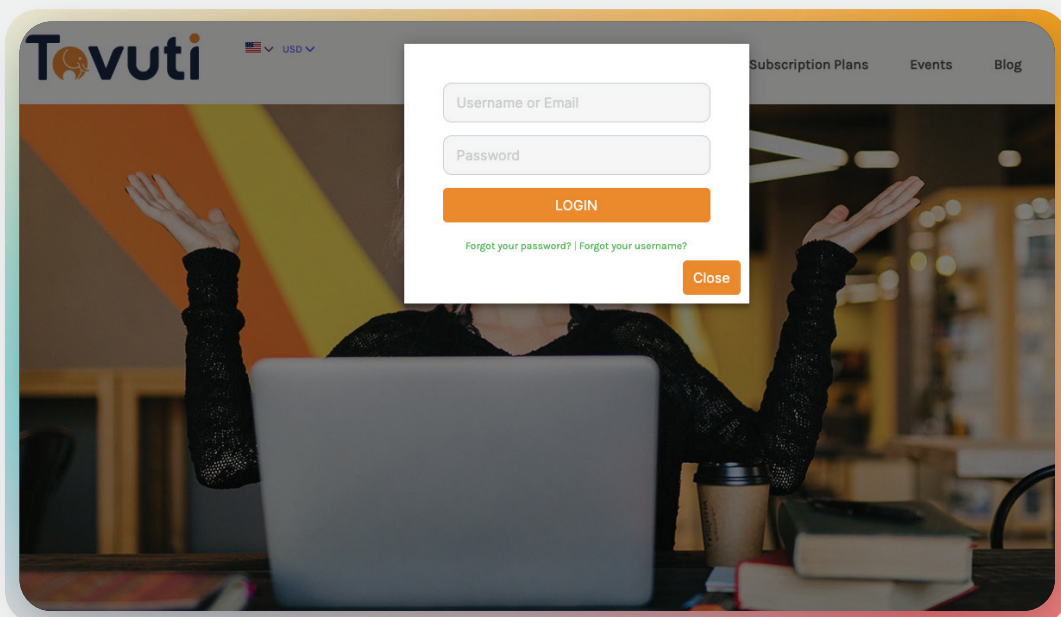 Tovuti
USD
Subscription Plans Events Blog
Username or Email
Password
LOGIN
Forgot your password? | Forgot your username?
Close